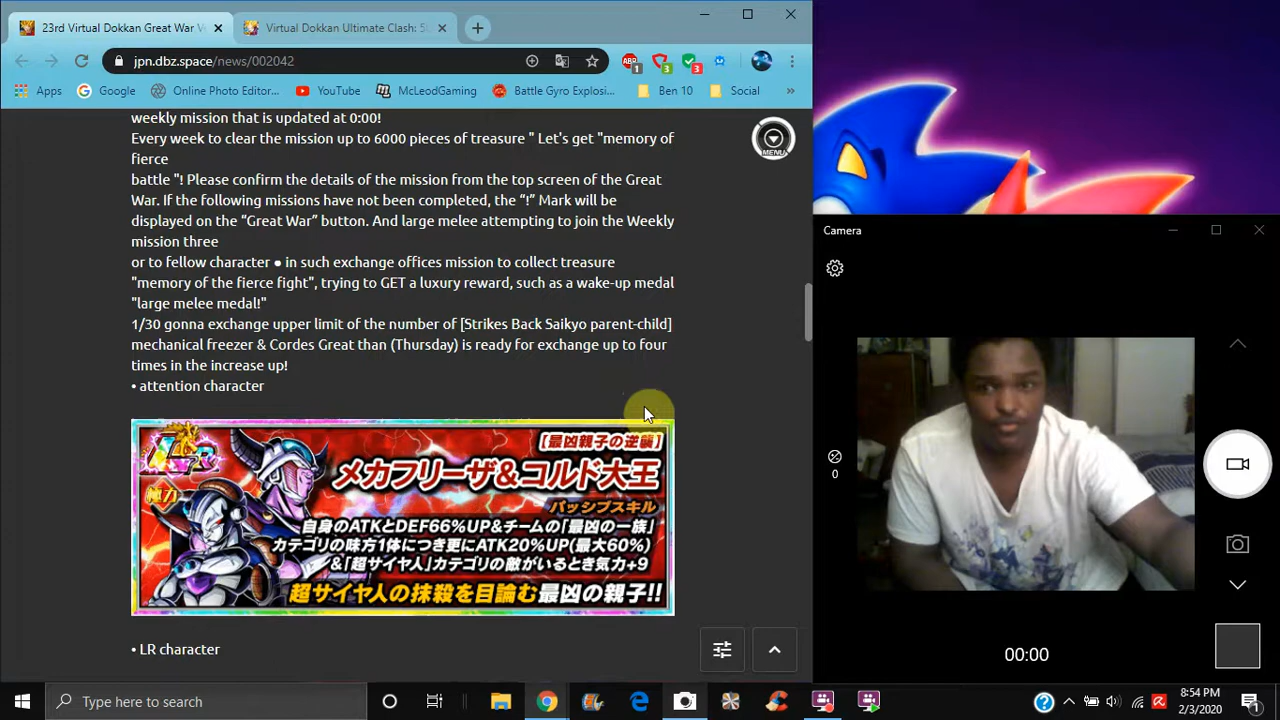 23rd Virtual Dokkan Great War V
Virtual Dokkan Ultimate Clash: 5
jpn.dbz.space/news/002042
ABP
1
3
3
Apps
Google
Online Photo Editor...
YouTube
McLeodGaming
Battle Gyro Explosi...
Ben 10
Social
»
weekly mission that is updated at 0:00!
Every week to clear the mission up to 6000 pieces of treasure " Let's get "memory of
fierce
battle "! Please confirm the details of the mission from the top screen of the Great
War. If the following missions have not been completed, the “!” Mark will be
displayed on the “Great War” button. And large melee attempting to join the Weekly
mission three
or to fellow character ● in such exchange offices mission to collect treasure
"memory of the fierce fight", trying to GET a luxury reward, such as a wake-up medal
"large melee medal!"
1/30 gonna exchange upper limit of the number of [Strikes Back Saikyo parent-child]
mechanical freezer & Cordes Great than (Thursday) is ready for exchange up to four
times in the increase up!
• attention character
MENU
【最凶親子の逆襲】
メカフリーザ&コルド大王
極力
パッシブスキル
自身のATKとDEF66%UP&チームの「最凶の一族」
カテゴリの味方1体につき更にATK20%UP(最大60%)
&「超サイヤ人」カテゴリの敵がいるとき気力+9
超サイヤ人の抹殺を目論む最凶の親子!!
• LR character
Camera
0
00:00
Type here to search
8:54 PM
2/3/2020
1